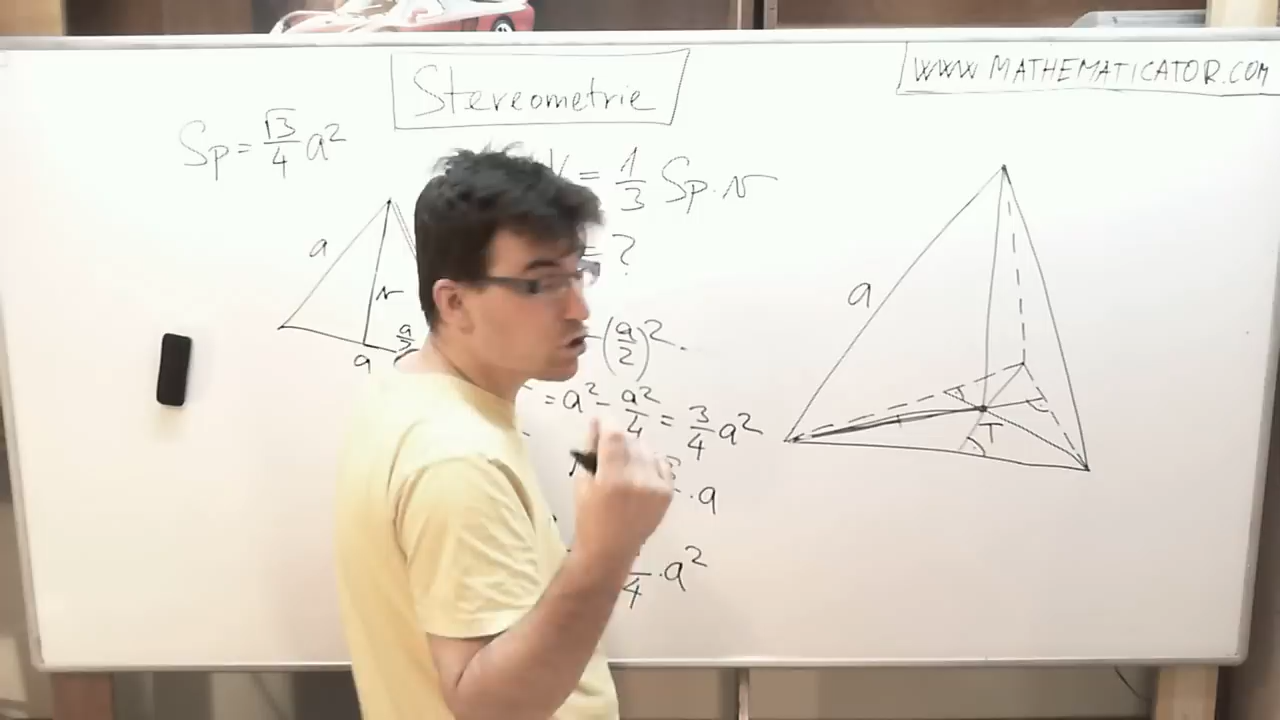 Stereometrie
WWW MATHEMATICATOR.COM
Sp = √3/4 a²
V = 1/3 Sp · v
= ?
a
v
a/2
a
- (a/2)².
= a² - a²/4 = 3/4 a²
· a
/4 · a²
a
T